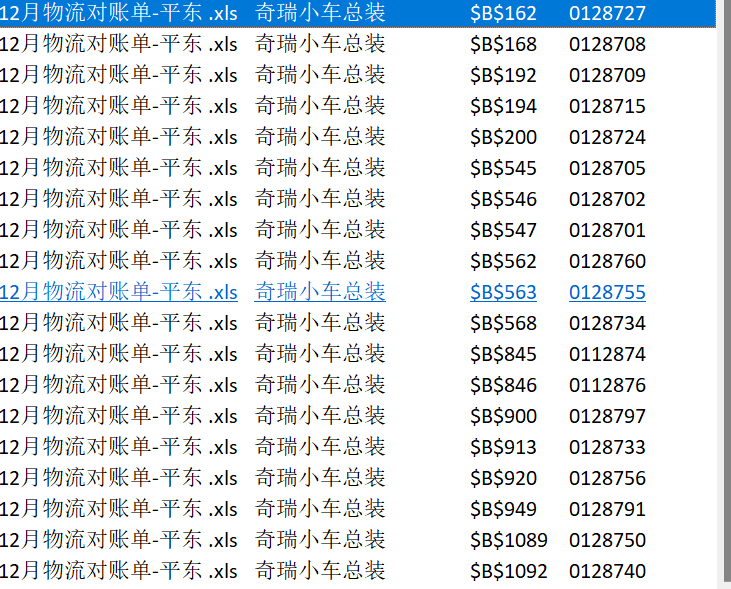 12月物流对账单-平东 .xls 奇瑞小车总装 $B$162 0128727
12月物流对账单-平东 .xls 奇瑞小车总装 $B$168 0128708
12月物流对账单-平东 .xls 奇瑞小车总装 $B$192 0128709
12月物流对账单-平东 .xls 奇瑞小车总装 $B$194 0128715
12月物流对账单-平东 .xls 奇瑞小车总装 $B$200 0128724
12月物流对账单-平东 .xls 奇瑞小车总装 $B$545 0128705
12月物流对账单-平东 .xls 奇瑞小车总装 $B$546 0128702
12月物流对账单-平东 .xls 奇瑞小车总装 $B$547 0128701
12月物流对账单-平东 .xls 奇瑞小车总装 $B$562 0128760
12月物流对账单-平东 .xls 奇瑞小车总装 $B$563 0128755
12月物流对账单-平东 .xls 奇瑞小车总装 $B$568 0128734
12月物流对账单-平东 .xls 奇瑞小车总装 $B$845 0112874
12月物流对账单-平东 .xls 奇瑞小车总装 $B$846 0112876
12月物流对账单-平东 .xls 奇瑞小车总装 $B$900 0128797
12月物流对账单-平东 .xls 奇瑞小车总装 $B$913 0128733
12月物流对账单-平东 .xls 奇瑞小车总装 $B$920 0128756
12月物流对账单-平东 .xls 奇瑞小车总装 $B$949 0128791
12月物流对账单-平东 .xls 奇瑞小车总装 $B$1089 0128750
12月物流对账单-平东 .xls 奇瑞小车总装 $B$1092 0128740